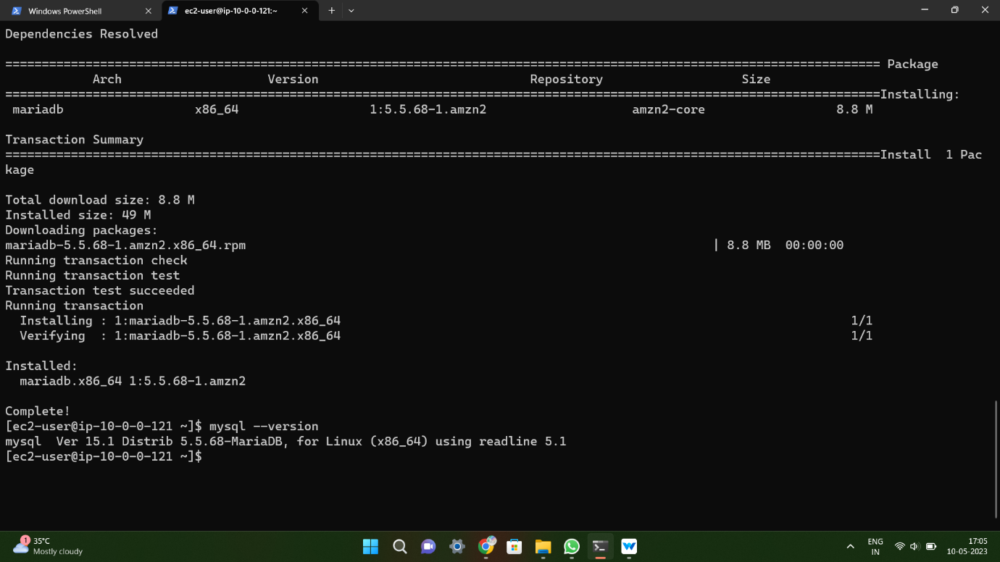 Windows PowerShell
ec2-user@ip-10-0-0-121:~
Dependencies Resolved
======================================================================================================================== Package
Arch Version Repository Size
========================================================================================================================Installing:
mariadb x86_64 1:5.5.68-1.amzn2 amzn2-core 8.8 M
Transaction Summary
========================================================================================================================Install  1 Pac
kage
Total download size: 8.8 M
Installed size: 49 M
Downloading packages:
mariadb-5.5.68-1.amzn2.x86_64.rpm | 8.8 MB  00:00:00
Running transaction check
Running transaction test
Transaction test succeeded
Running transaction
Installing : 1:mariadb-5.5.68-1.amzn2.x86_64 1/1
Verifying  : 1:mariadb-5.5.68-1.amzn2.x86_64 1/1
Installed:
mariadb.x86_64 1:5.5.68-1.amzn2
Complete!
[ec2-user@ip-10-0-0-121 ~]$ mysql --version
mysql  Ver 15.1 Distrib 5.5.68-MariaDB, for Linux (x86_64) using readline 5.1
[ec2-user@ip-10-0-0-121 ~]$
1
35°C
Mostly cloudy
ENG
IN
17:05
10-05-2023